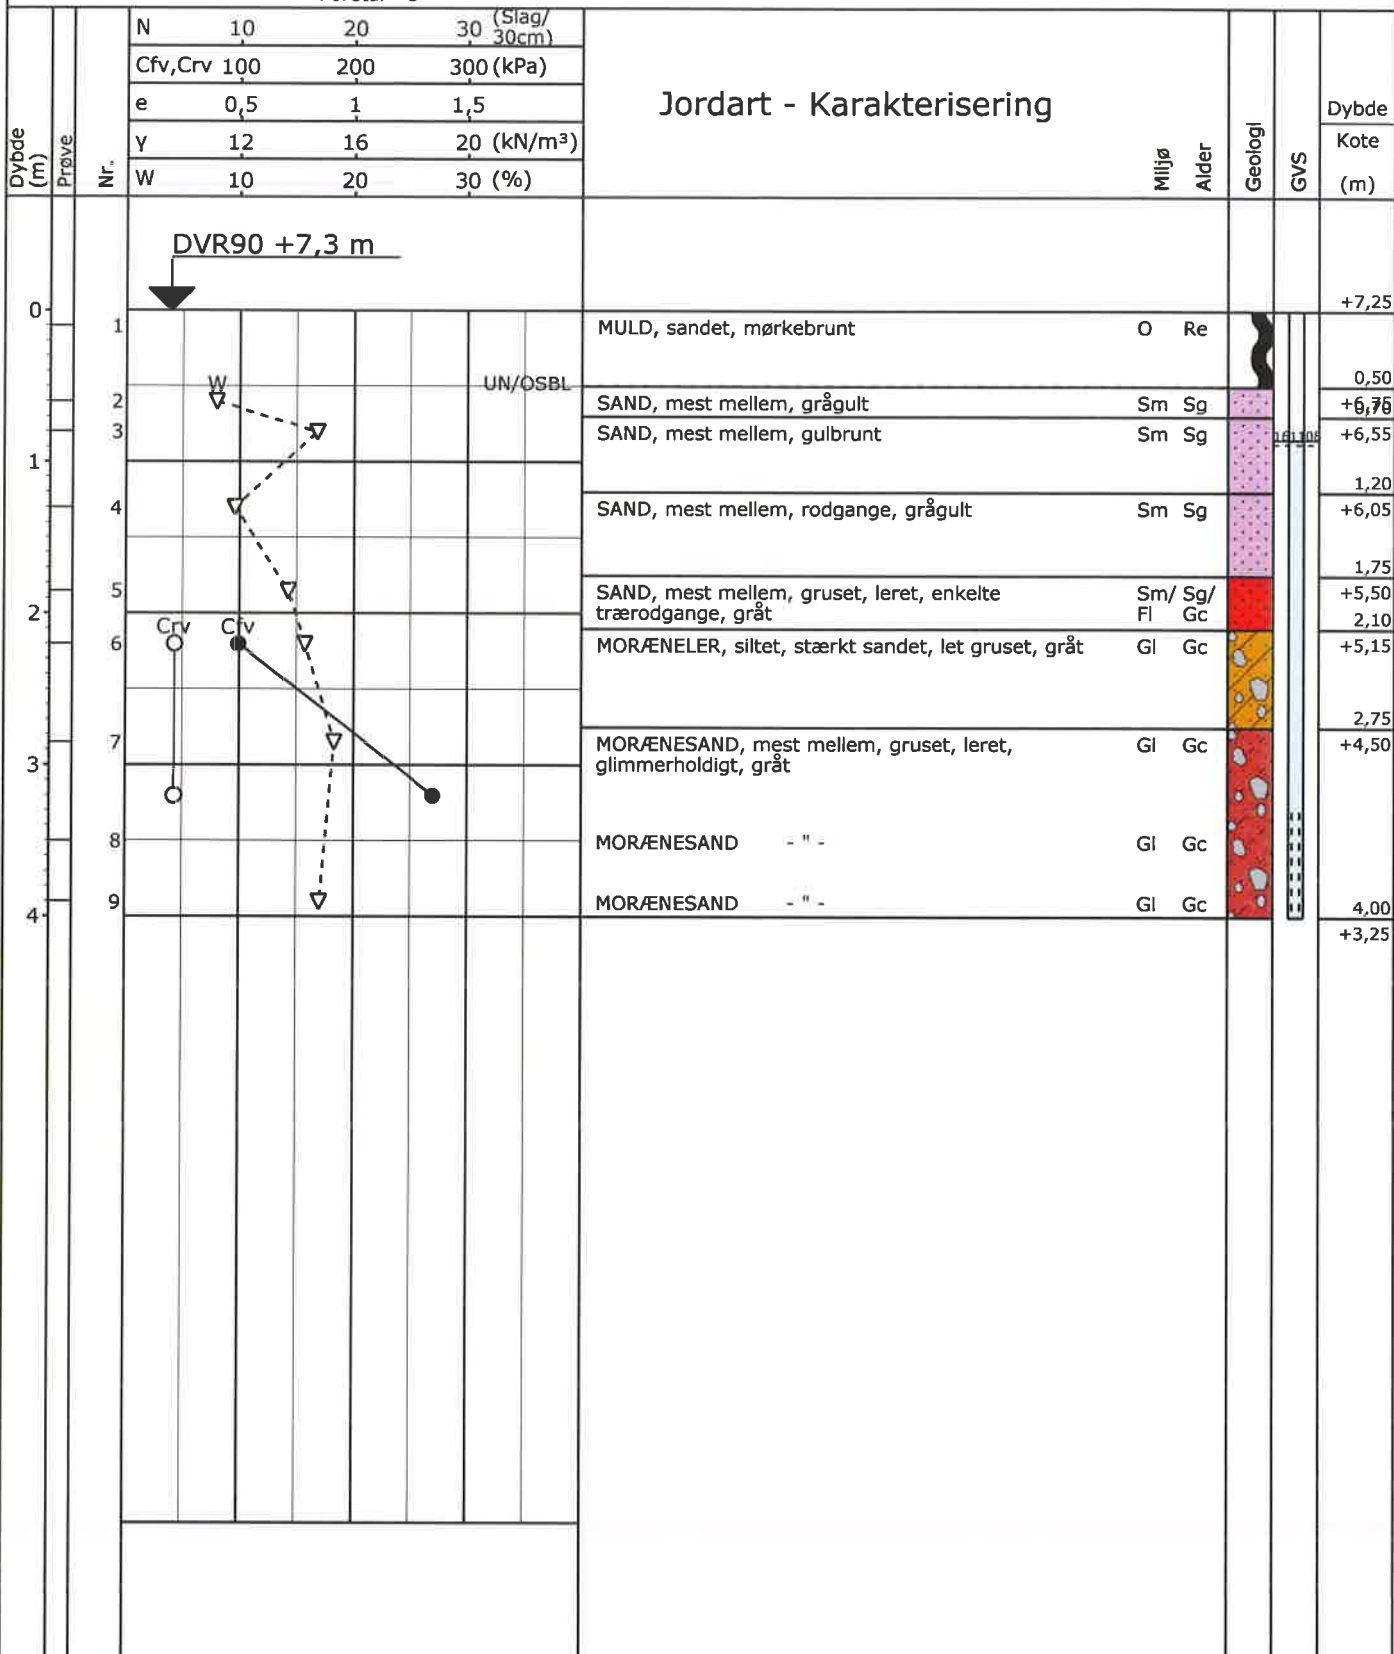 N 10 20 30 (Slag/
30cm)
Cfv,Crv 100 200 300 (kPa)
e 0,5 1 1,5
γ 12 16 20 (kN/m³)
W 10 20 30 (%)
Dybde
(m)
Prøve
Nr.
Jordart - Karakterisering
Miljø
Alder
Geologi
GVS
Dybde
Kote
(m)
DVR90 +7,3 m
0
+7,25
1 MULD, sandet, mørkebrunt O Re
W UN/OSBL 0,50
2 SAND, mest mellem, grågult Sm Sg +6,75
0,70
3 SAND, mest mellem, gulbrunt Sm Sg +6,55
1
1,20
4 SAND, mest mellem, rodgange, grågult Sm Sg +6,05
1,75
5 SAND, mest mellem, gruset, leret, enkelte Sm/ Sg/ +5,50
trærodgange, gråt Fl Gc 2,10
2
Crv Cfv
6 MORÆNELER, siltet, stærkt sandet, let gruset, gråt Gl Gc +5,15
2,75
7 MORÆNESAND, mest mellem, gruset, leret, Gl Gc +4,50
glimmerholdigt, gråt
3
8 MORÆNESAND - " - Gl Gc
9 MORÆNESAND - " - Gl Gc
4 4,00
+3,25